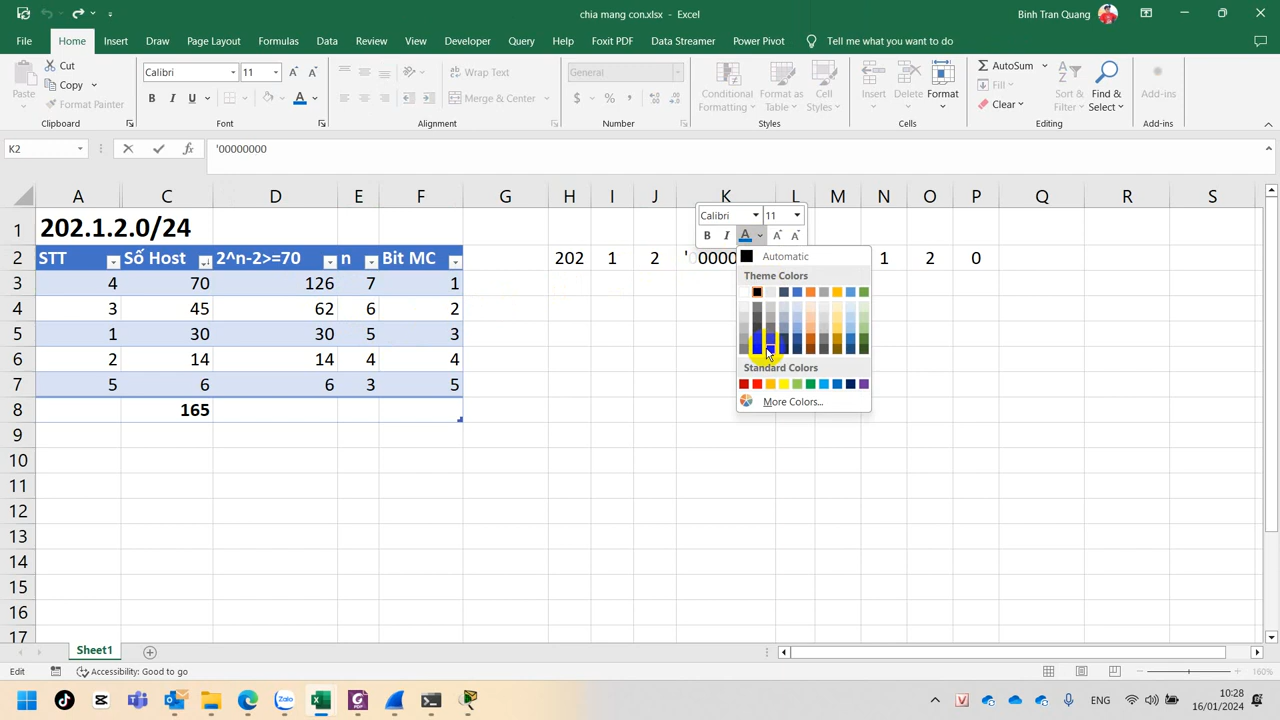 chia mang con.xlsx - Excel
Binh Tran Quang
File Home Insert Draw Page Layout Formulas Data Review View Developer Query Help Foxit PDF Data Streamer Power Pivot Tell me what you want to do
Paste
Cut
Copy
Format Painter
Calibri 11
B I U
Wrap Text
Merge & Center
General
$ %
Conditional Formatting
Format as Table
Cell Styles
Insert
Delete
Format
AutoSum
Fill
Clear
Sort & Filter
Find & Select
Add-ins
Clipboard Font Alignment Number Styles Cells Editing Add-ins
K2 fx '00000000
A C D E F G H I J K L M N O P Q R S
1 202.1.2.0/24
Calibri 11
B I A
2 STT Số Host 2^n-2>=70 n Bit MC 202 1 2 1 2 0
3 4 70 126 7 1
4 3 45 62 6 2
5 1 30 30 5 3
6 2 14 14 4 4
7 5 6 6 3 5
8 165
9
10
11
12
13
14
15
16
17
Automatic
Theme Colors
Standard Colors
More Colors...
Sheet1
Edit Accessibility: Good to go 160%
Zalo
ENG
10:28
16/01/2024